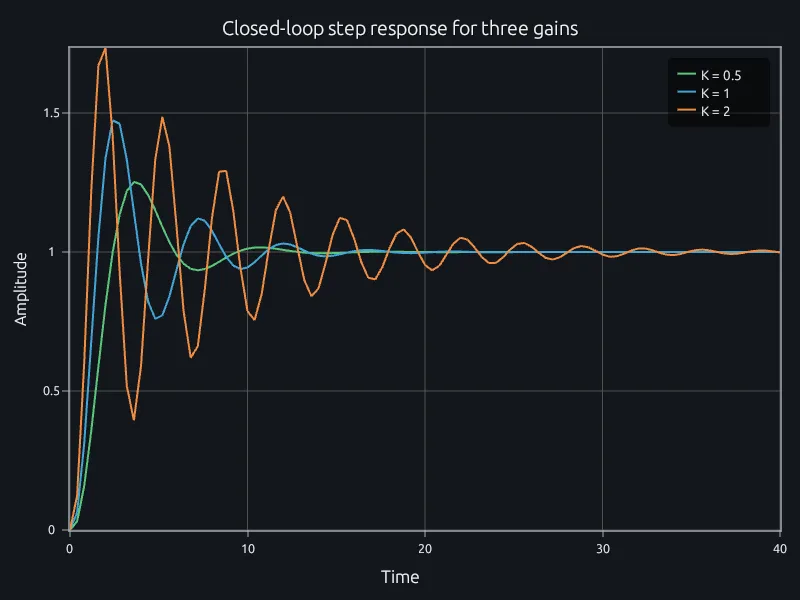 Closed-loop step response for three gains
K = 0.5
K = 1
K = 2
Amplitude
1.5
1
0.5
0
0 10 20 30 40
Time